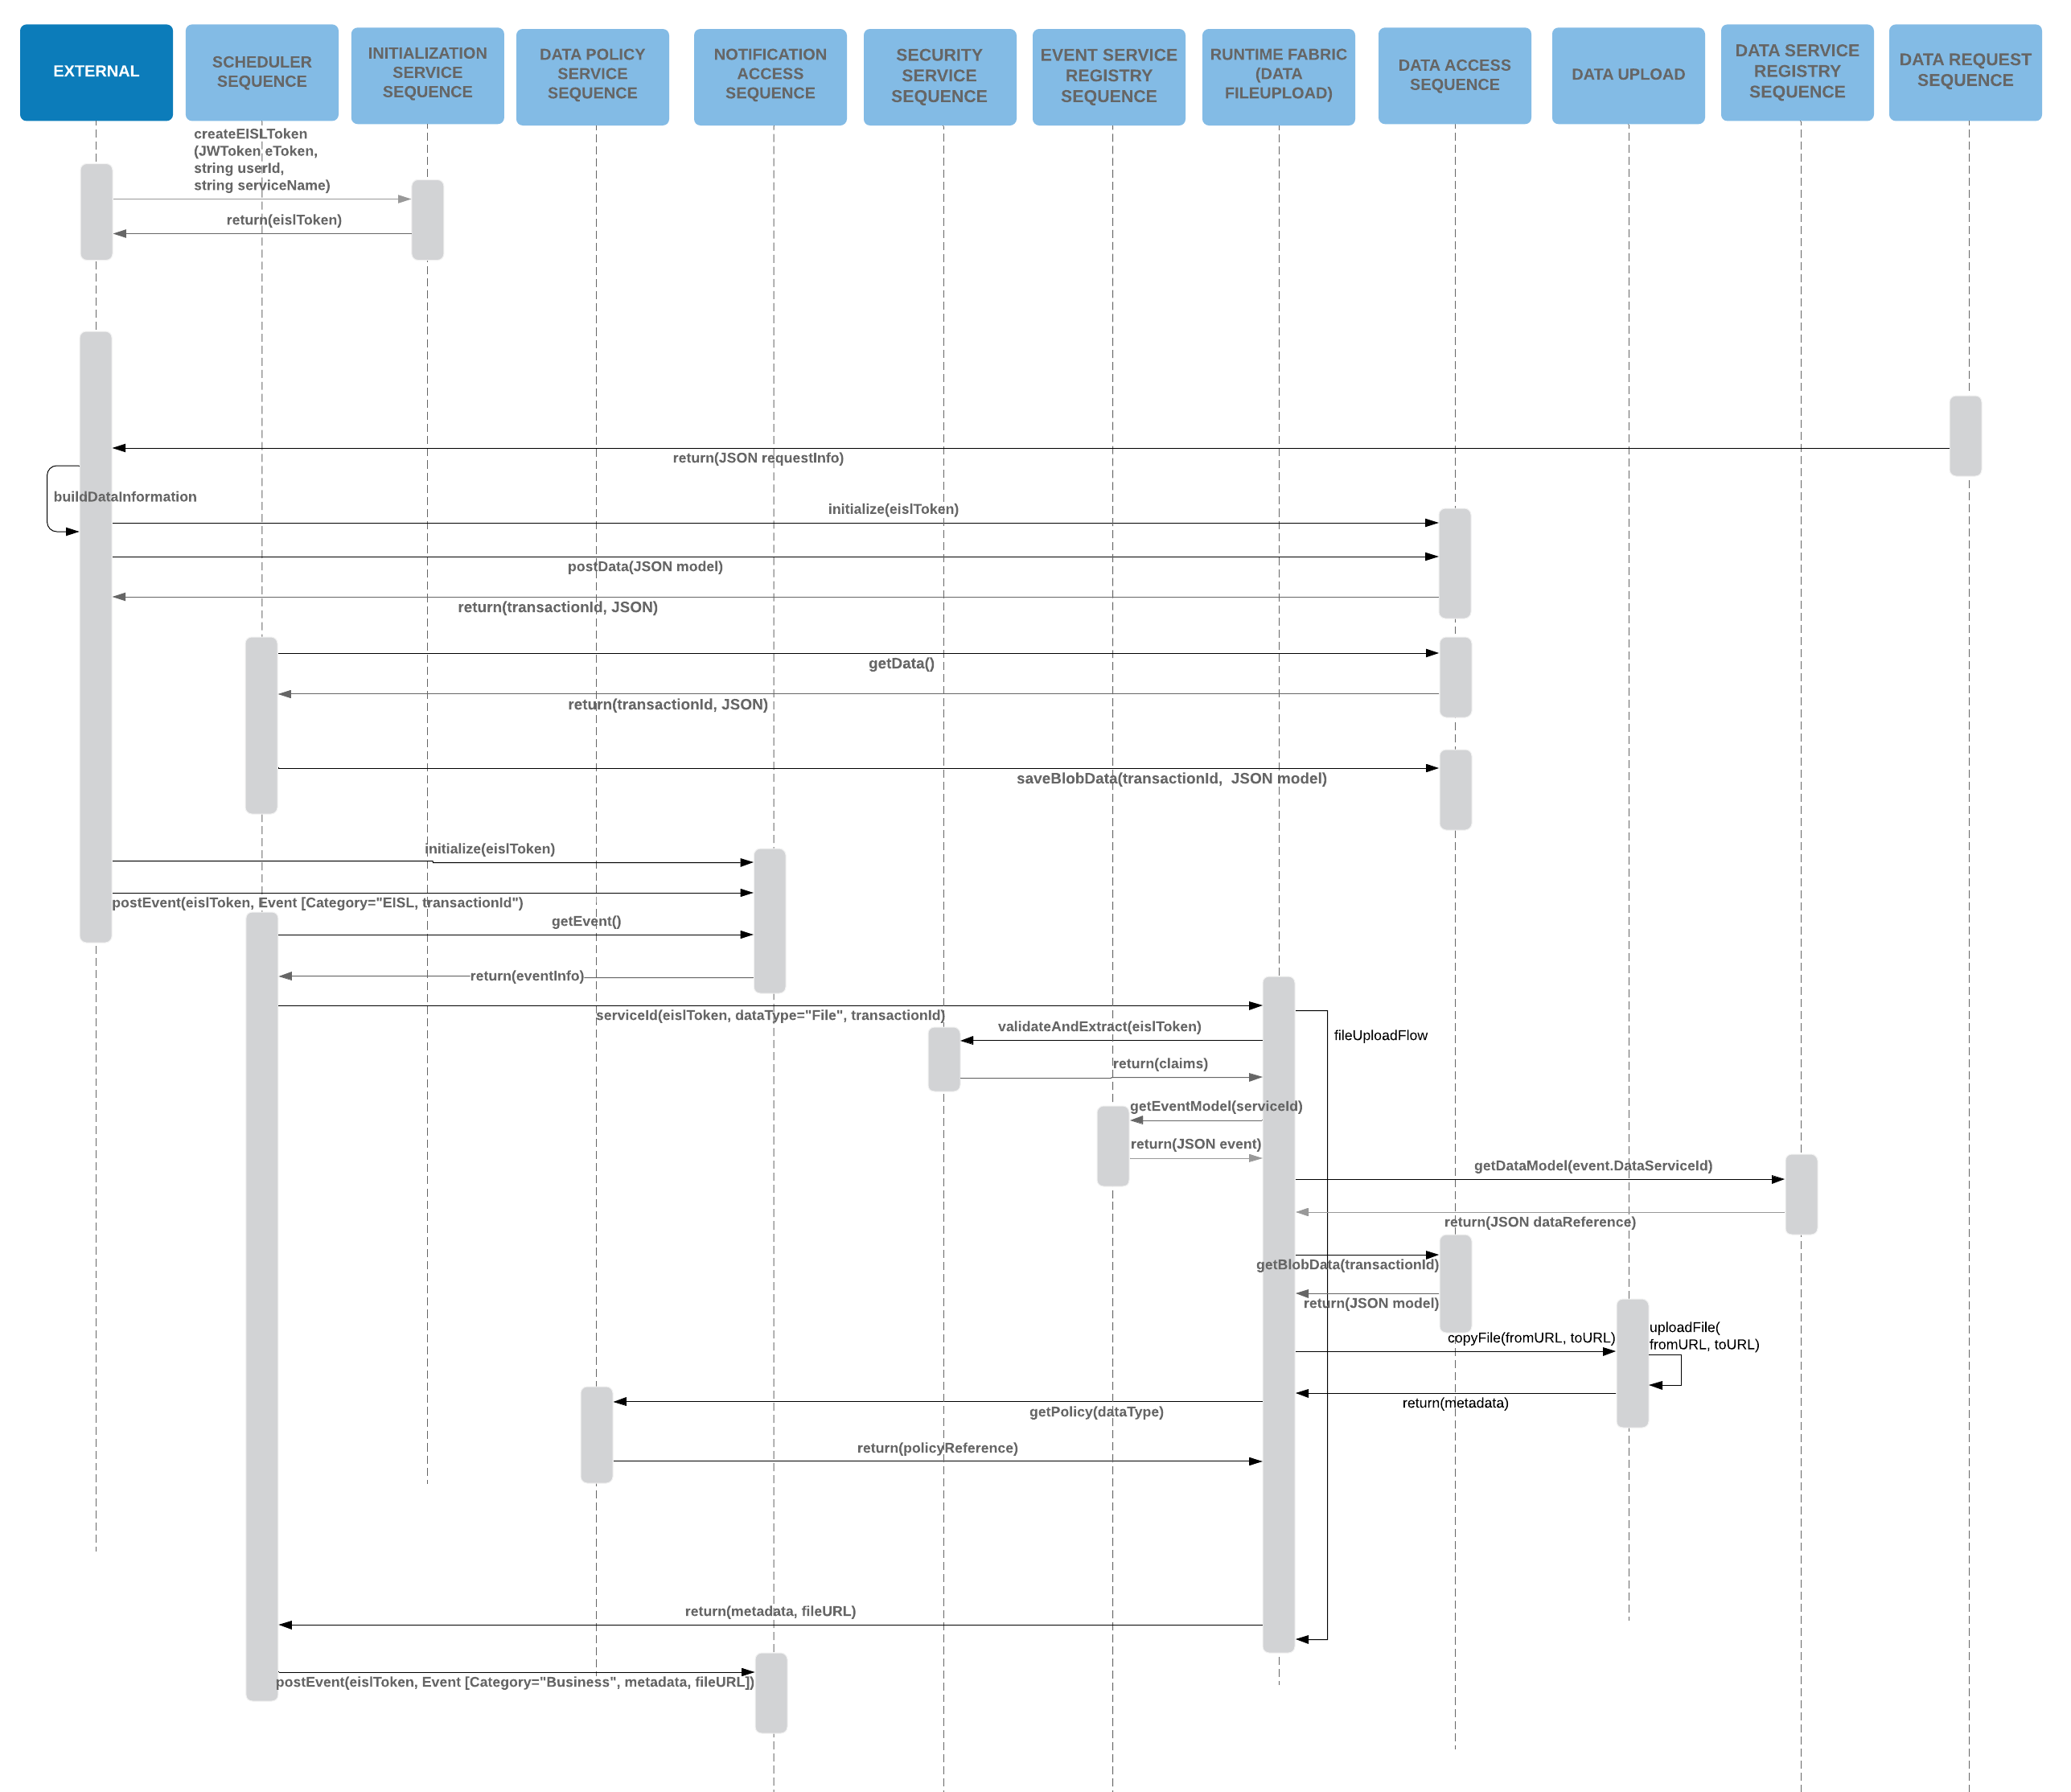 EXTERNAL
SCHEDULER
SEQUENCE
INITIALIZATION
SERVICE
SEQUENCE
DATA POLICY
SERVICE
SEQUENCE
NOTIFICATION
ACCESS
SEQUENCE
SECURITY
SERVICE
SEQUENCE
EVENT SERVICE
REGISTRY
SEQUENCE
RUNTIME FABRIC
(DATA
FILEUPLOAD)
DATA ACCESS
SEQUENCE
DATA UPLOAD
DATA SERVICE
REGISTRY
SEQUENCE
DATA REQUEST
SEQUENCE
createEISLToken
(JWToken eToken,
string userId,
string serviceName)
return(eislToken)
return(JSON requestInfo)
buildDataInformation
initialize(eislToken)
postData(JSON model)
return(transactionId, JSON)
getData()
return(transactionId, JSON)
saveBlobData(transactionId,  JSON model)
initialize(eislToken)
postEvent(eislToken, Event [Category="EISL, transactionId")
getEvent()
return(eventInfo)
serviceId(eislToken, dataType="File", transactionId)
validateAndExtract(eislToken)
fileUploadFlow
return(claims)
getEventModel(serviceId)
return(JSON event)
getDataModel(event.DataServiceId)
return(JSON dataReference)
getBlobData(transactionId)
return(JSON model)
copyFile(fromURL, toURL)
uploadFile(
fromURL, toURL)
return(metadata)
getPolicy(dataType)
return(policyReference)
return(metadata, fileURL)
postEvent(eislToken, Event [Category="Business", metadata, fileURL])